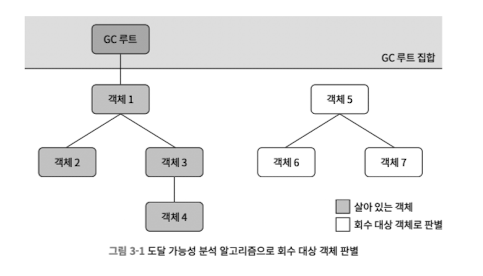 GC 루트
GC 루트 집합
객체 1
객체 5
객체 2
객체 3
객체 6
객체 7
객체 4
살아 있는 객체
회수 대상 객체로 판별
그림 3-1 도달 가능성 분석 알고리즘으로 회수 대상 객체 판별